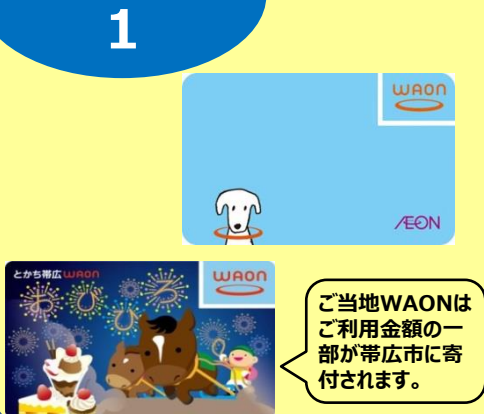 1
WAON
ÆON
とかち帯広WAON
WAON
おびひろ
ご当地WAONは
ご利用金額の一
部が帯広市に寄
付されます。